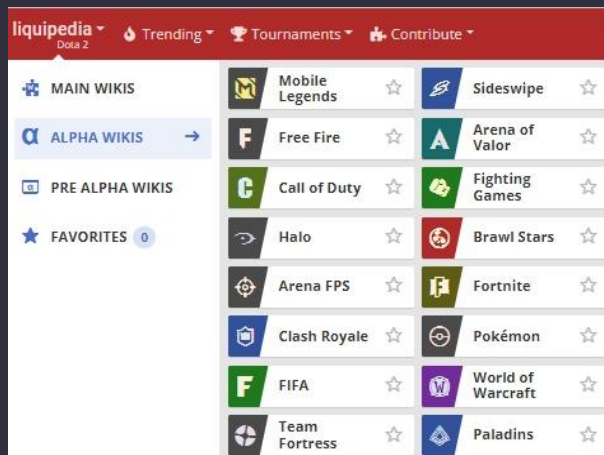 liquipedia
Dota 2
Trending
Tournaments
Contribute
MAIN WIKIS
α ALPHA WIKIS
PRE ALPHA WIKIS
FAVORITES 0
Mobile
Legends
Sideswipe
F Free Fire
Arena of
Valor
C Call of Duty
Fighting
Games
Halo
Brawl Stars
Arena FPS
F Fortnite
Clash Royale
Pokémon
F FIFA
W World of
Warcraft
Team
Fortress
Paladins